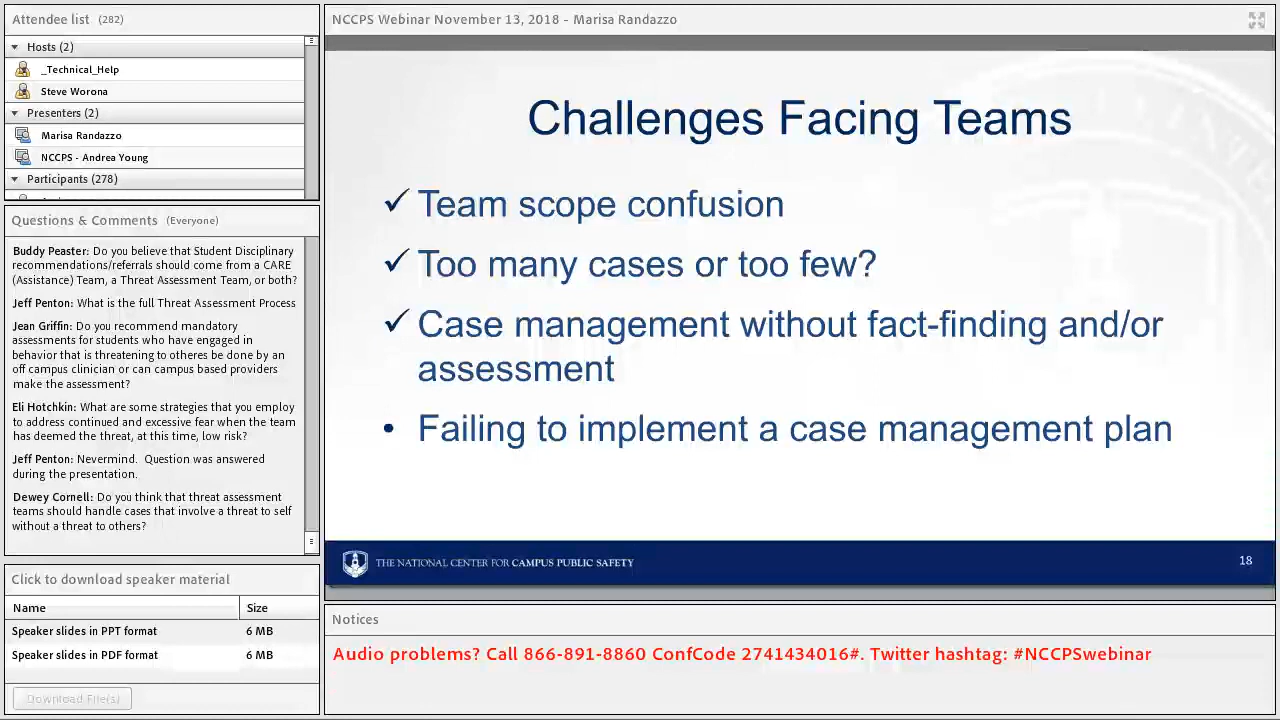 Attendee list (282)
Hosts (2)
_Technical_Help
Steve Worona
Presenters (2)
Marisa Randazzo
NCCPS - Andrea Young
Participants (278)
Questions & Comments (Everyone)
Buddy Peaster: Do you believe that Student Disciplinary
recommendations/referrals should come from a CARE
(Assistance) Team, a Threat Assessment Team, or both?
Jeff Penton: What is the full Threat Assessment Process
Jean Griffin: Do you recommend mandatory
assessments for students who have engaged in
behavior that is threatening to otheres be done by an
off campus clinician or can campus based providers
make the assessment?
Eli Hotchkin: What are some strategies that you employ
to address continued and excessive fear when the team
has deemed the threat, at this time, low risk?
Jeff Penton: Nevermind. Question was answered
during the presentation.
Dewey Cornell: Do you think that threat assessment
teams should handle cases that involve a threat to self
without a threat to others?
Click to download speaker material
Name Size
Speaker slides in PPT format 6 MB
Speaker slides in PDF format 6 MB
Download File(s)
NCCPS Webinar November 13, 2018 - Marisa Randazzo
Challenges Facing Teams
✓ Team scope confusion
✓ Too many cases or too few?
✓ Case management without fact-finding and/or
assessment
• Failing to implement a case management plan
THE NATIONAL CENTER FOR CAMPUS PUBLIC SAFETY
18
Notices
Audio problems? Call 866-891-8860 ConfCode 2741434016#. Twitter hashtag: #NCCPSwebinar